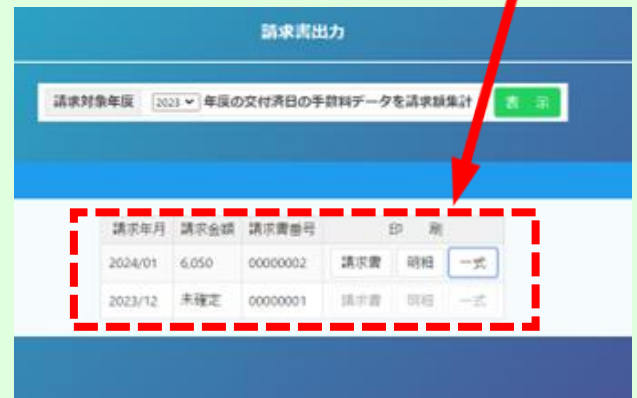 請求書出力
請求対象年度 2023 年度の交付済日の手数料データを請求額集計 表 示
請求年月 請求金額 請求書番号 印 刷
2024/01 6,050 00000002 請求書 明細 一式
2023/12 未確定 00000001 請求書 明細 一式